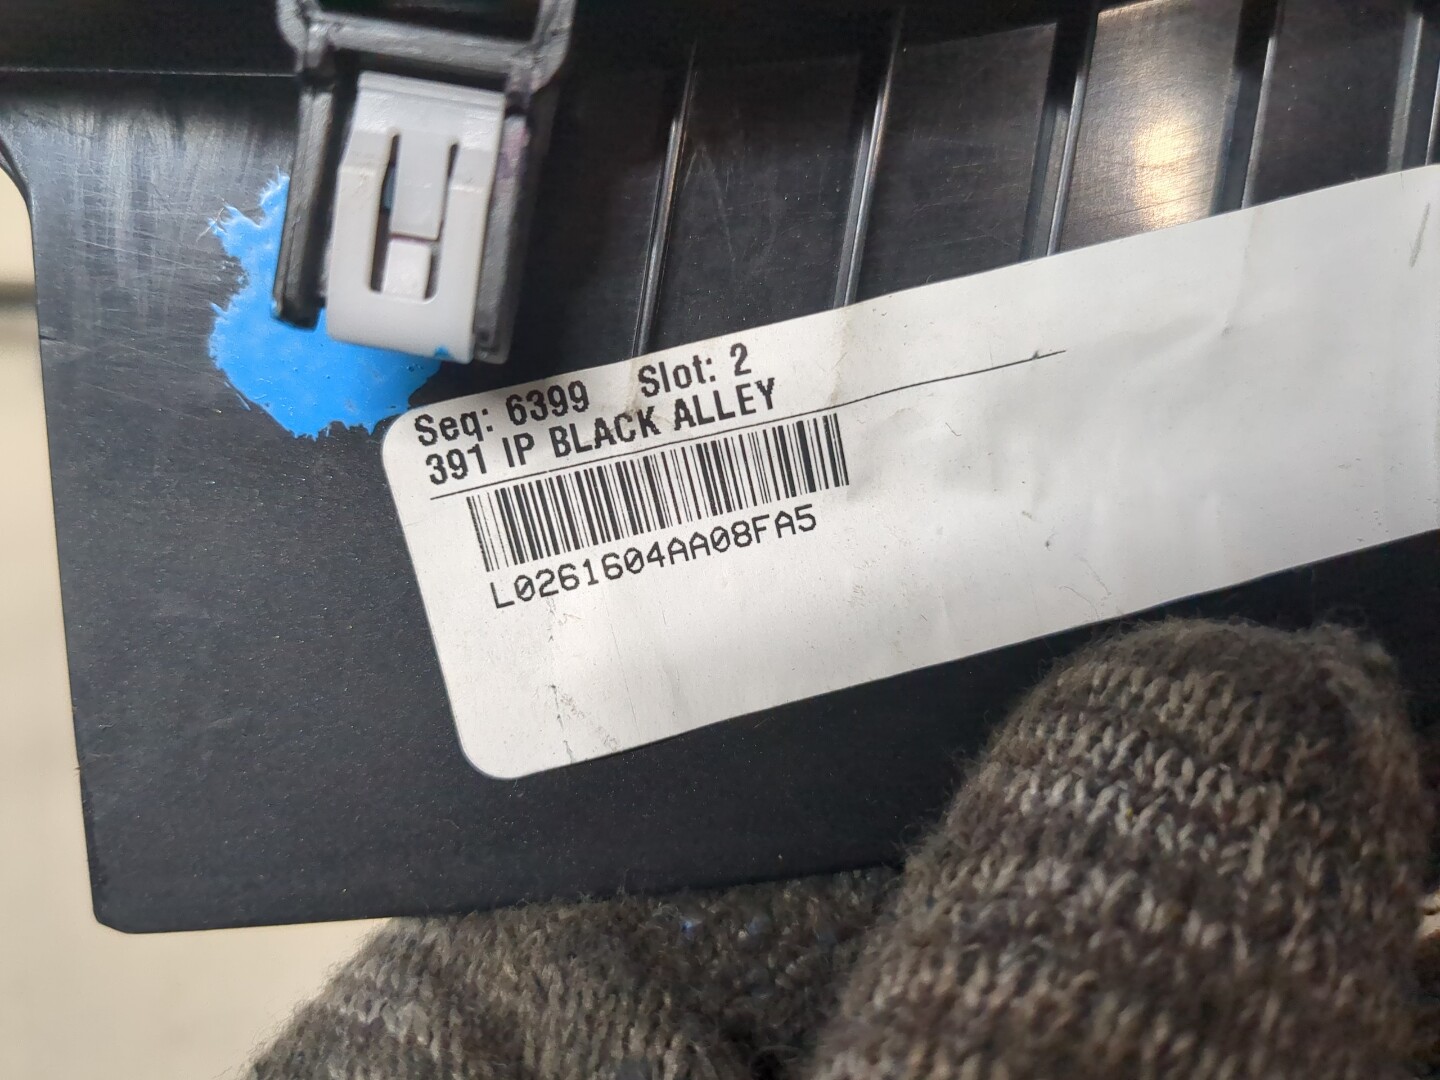 Seq: 6399 Slot: 2
391 IP BLACK ALLEY
L0261604AA08FA5